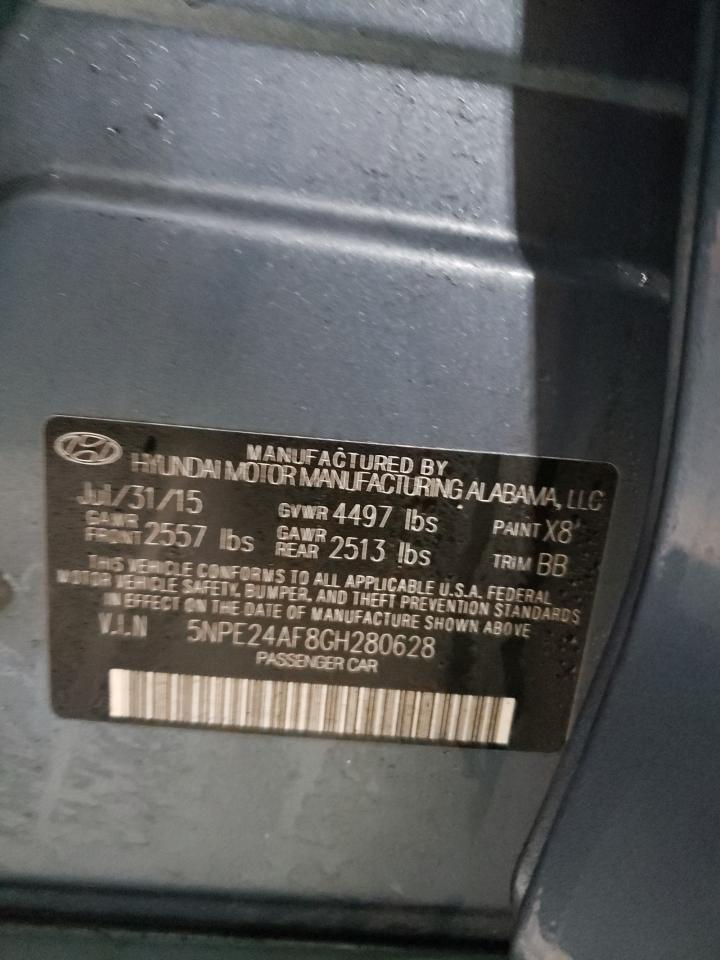 MANUFACTURED BY
HYUNDAI MOTOR MANUFACTURING ALABAMA, LLC
Jul/31/15 GVWR 4497 lbs PAINT X8
GAWR FRONT 2557 lbs GAWR REAR 2513 lbs TRIM BB
THIS VEHICLE CONFORMS TO ALL APPLICABLE U.S.A. FEDERAL
MOTOR VEHICLE SAFETY, BUMPER, AND THEFT PREVENTION STANDARDS
IN EFFECT ON THE DATE OF MANUFACTURE SHOWN ABOVE
V.I.N 5NPE24AF8GH280628
PASSENGER CAR